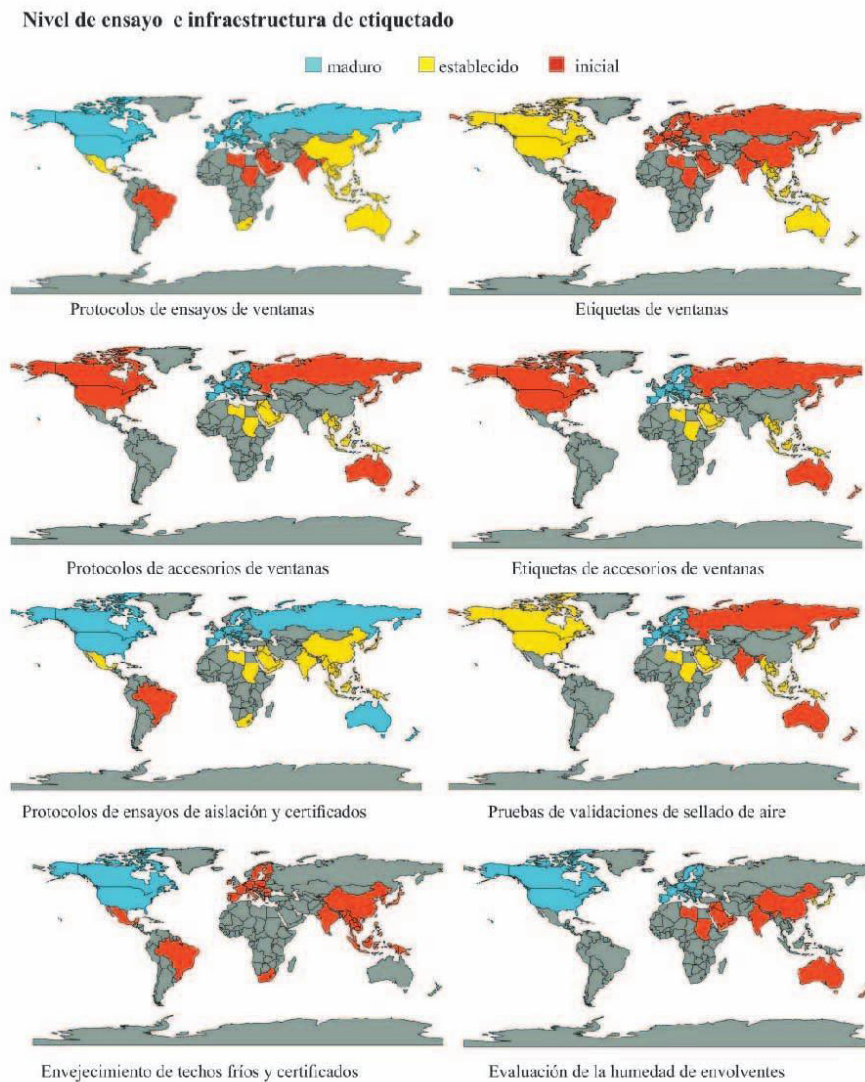 Nivel de ensayo e infraestructura de etiquetado
maduro establecido inicial
Protocolos de ensayos de ventanas Etiquetas de ventanas
Protocolos de accesorios de ventanas Etiquetas de accesorios de ventanas
Protocolos de ensayos de aislación y certificados Pruebas de validaciones de sellado de aire
Envejecimiento de techos fríos y certificados Evaluación de la humedad de envolventes